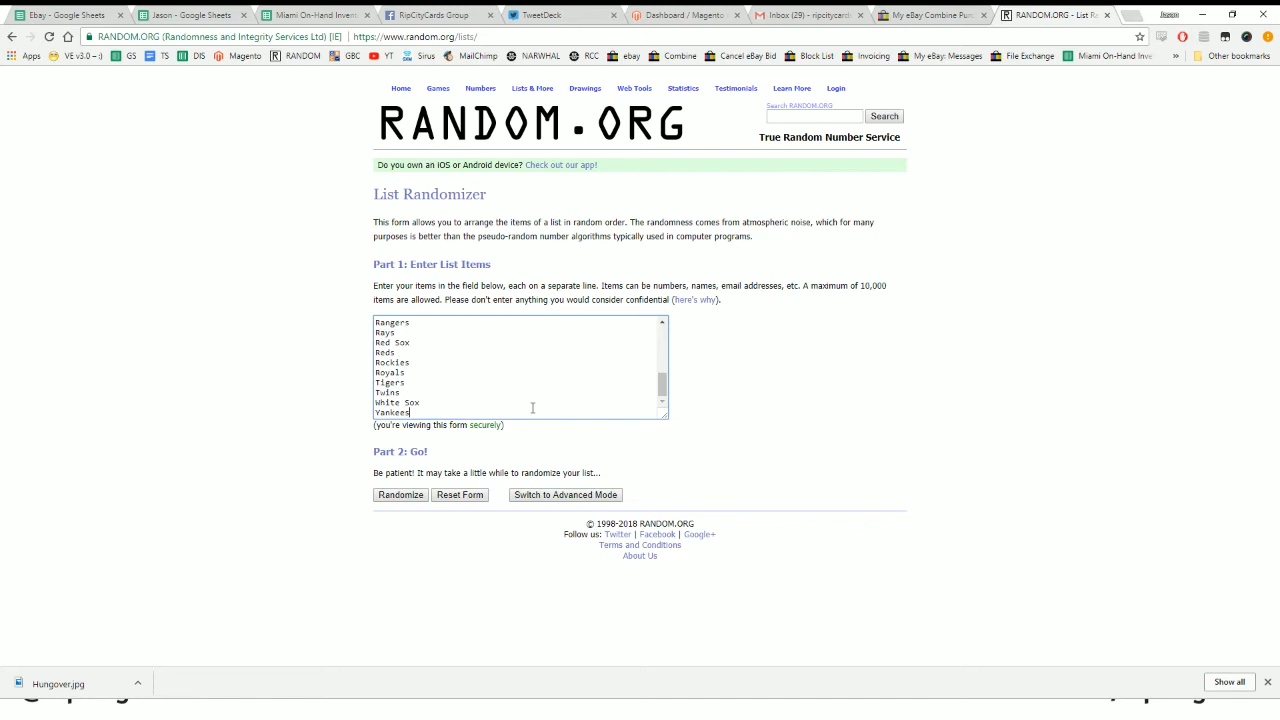 Ebay - Google Sheets
Jason - Google Sheets
Miami On-Hand Invent
RipCityCards Group
TweetDeck
Dashboard / Magento
Inbox (29) - ripcitycard
My eBay Combine Pur
RANDOM.ORG - List Ra
Jason
RANDOM.ORG (Randomness and Integrity Services Ltd) [IE] https://www.random.org/lists/
Apps VE v3.0 -- :) GS TS DIS Magento RANDOM GBC YT Sirus MailChimp NARWHAL RCC ebay Combine Cancel eBay Bid Block List Invoicing My eBay: Messages File Exchange Miami On-Hand Inve » Other bookmarks
Home Games Numbers Lists & More Drawings Web Tools Statistics Testimonials Learn More Login
RANDOM.ORG
Search RANDOM.ORG
Search
True Random Number Service
Do you own an iOS or Android device? Check out our app!
List Randomizer
This form allows you to arrange the items of a list in random order. The randomness comes from atmospheric noise, which for many
purposes is better than the pseudo-random number algorithms typically used in computer programs.
Part 1: Enter List Items
Enter your items in the field below, each on a separate line. Items can be numbers, names, email addresses, etc. A maximum of 10,000
items are allowed. Please don't enter anything you would consider confidential (here's why).
Rangers
Rays
Red Sox
Reds
Rockies
Royals
Tigers
Twins
White Sox
Yankees
(you're viewing this form securely)
Part 2: Go!
Be patient! It may take a little while to randomize your list...
Randomize Reset Form Switch to Advanced Mode
© 1998-2018 RANDOM.ORG
Follow us: Twitter | Facebook | Google+
Terms and Conditions
About Us
Hungover.jpg
Show all